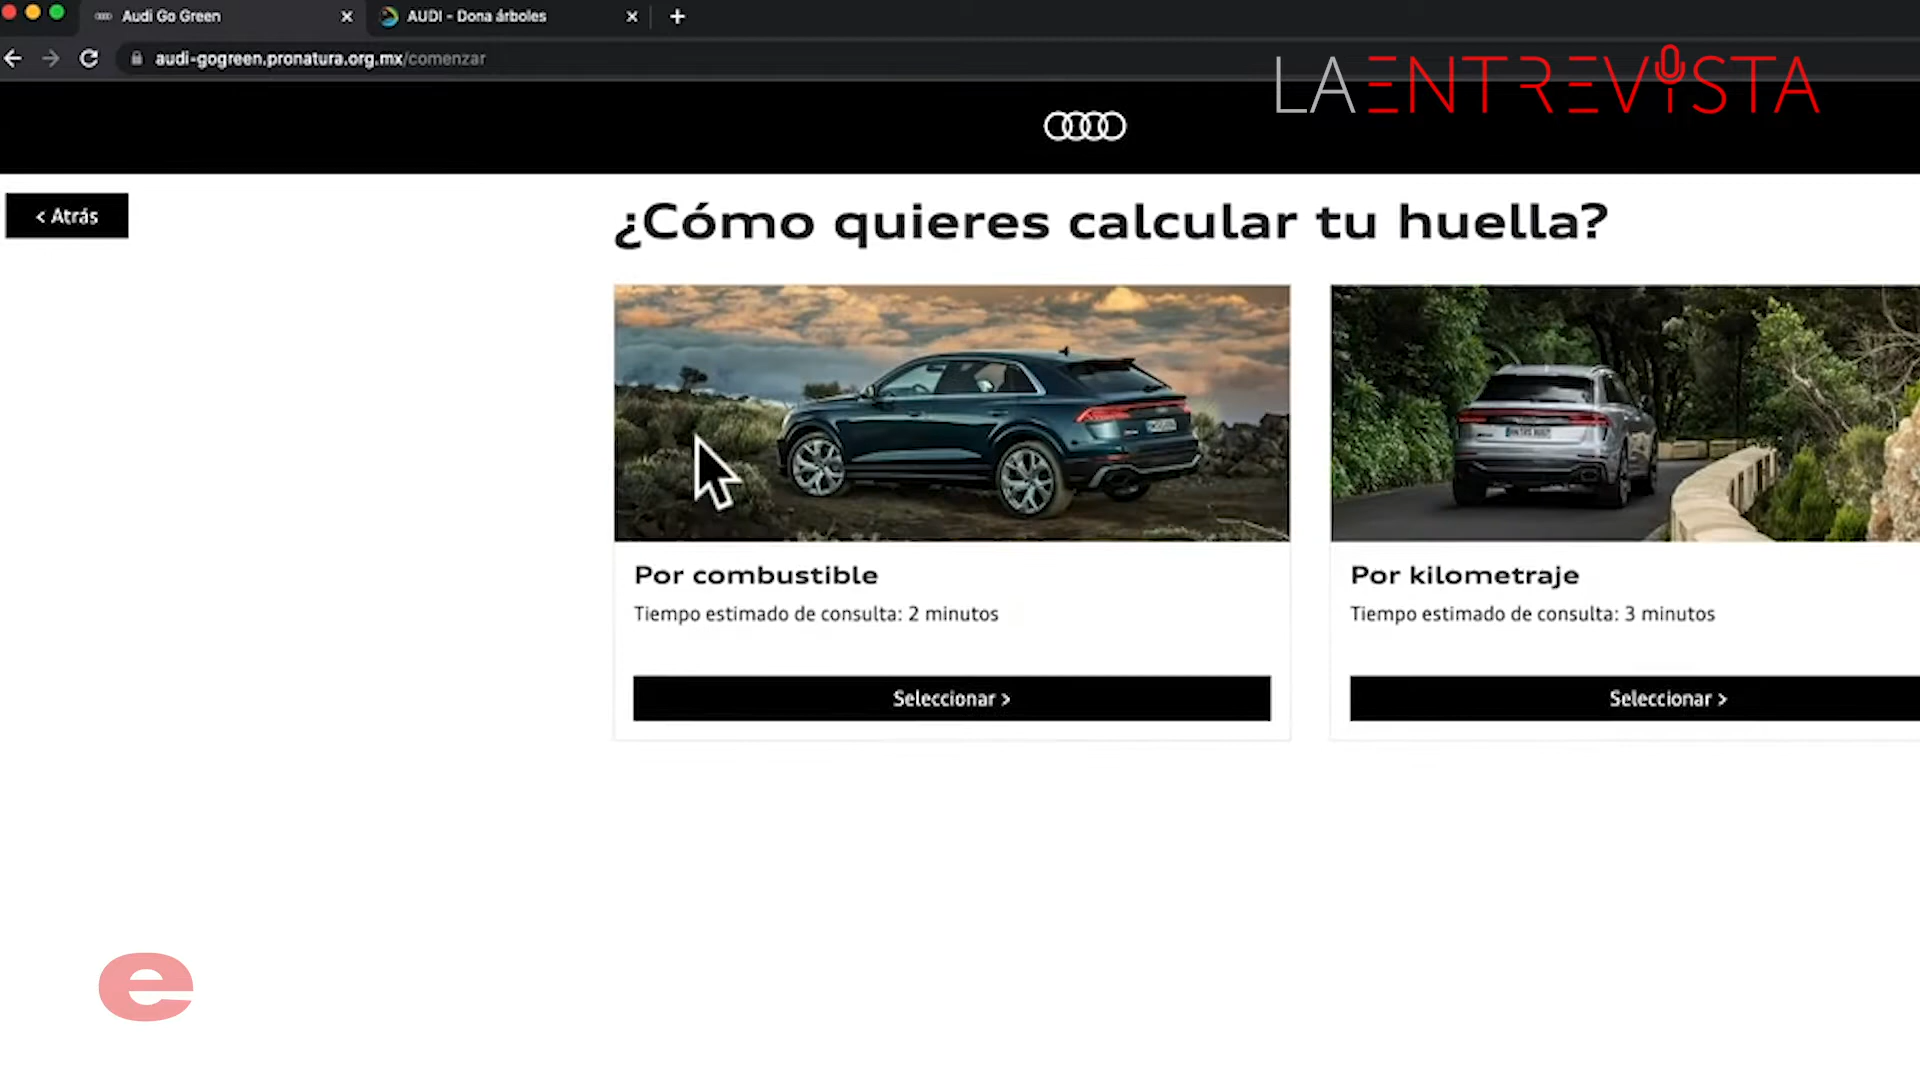 Audi Go Green
AUDI - Dona árboles
audi-gogreen.pronatura.org.mx/comenzar
LA ENTREVISTA
< Atrás
¿Cómo quieres calcular tu huella?
Por combustible
Tiempo estimado de consulta: 2 minutos
Seleccionar >
Por kilometraje
Tiempo estimado de consulta: 3 minutos
Seleccionar >
e